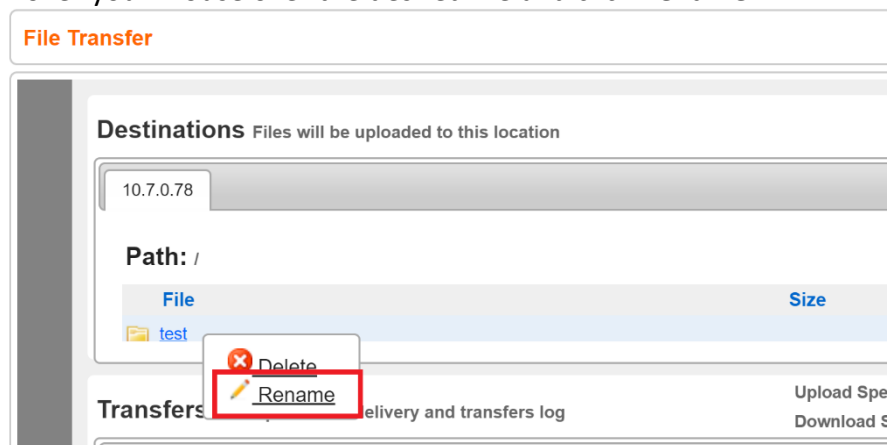 File Transfer
Destinations Files will be uploaded to this location
10.7.0.78
Path: /
File Size
test
Delete
Rename
Transfers elivery and transfers log
Upload Spe
Download S